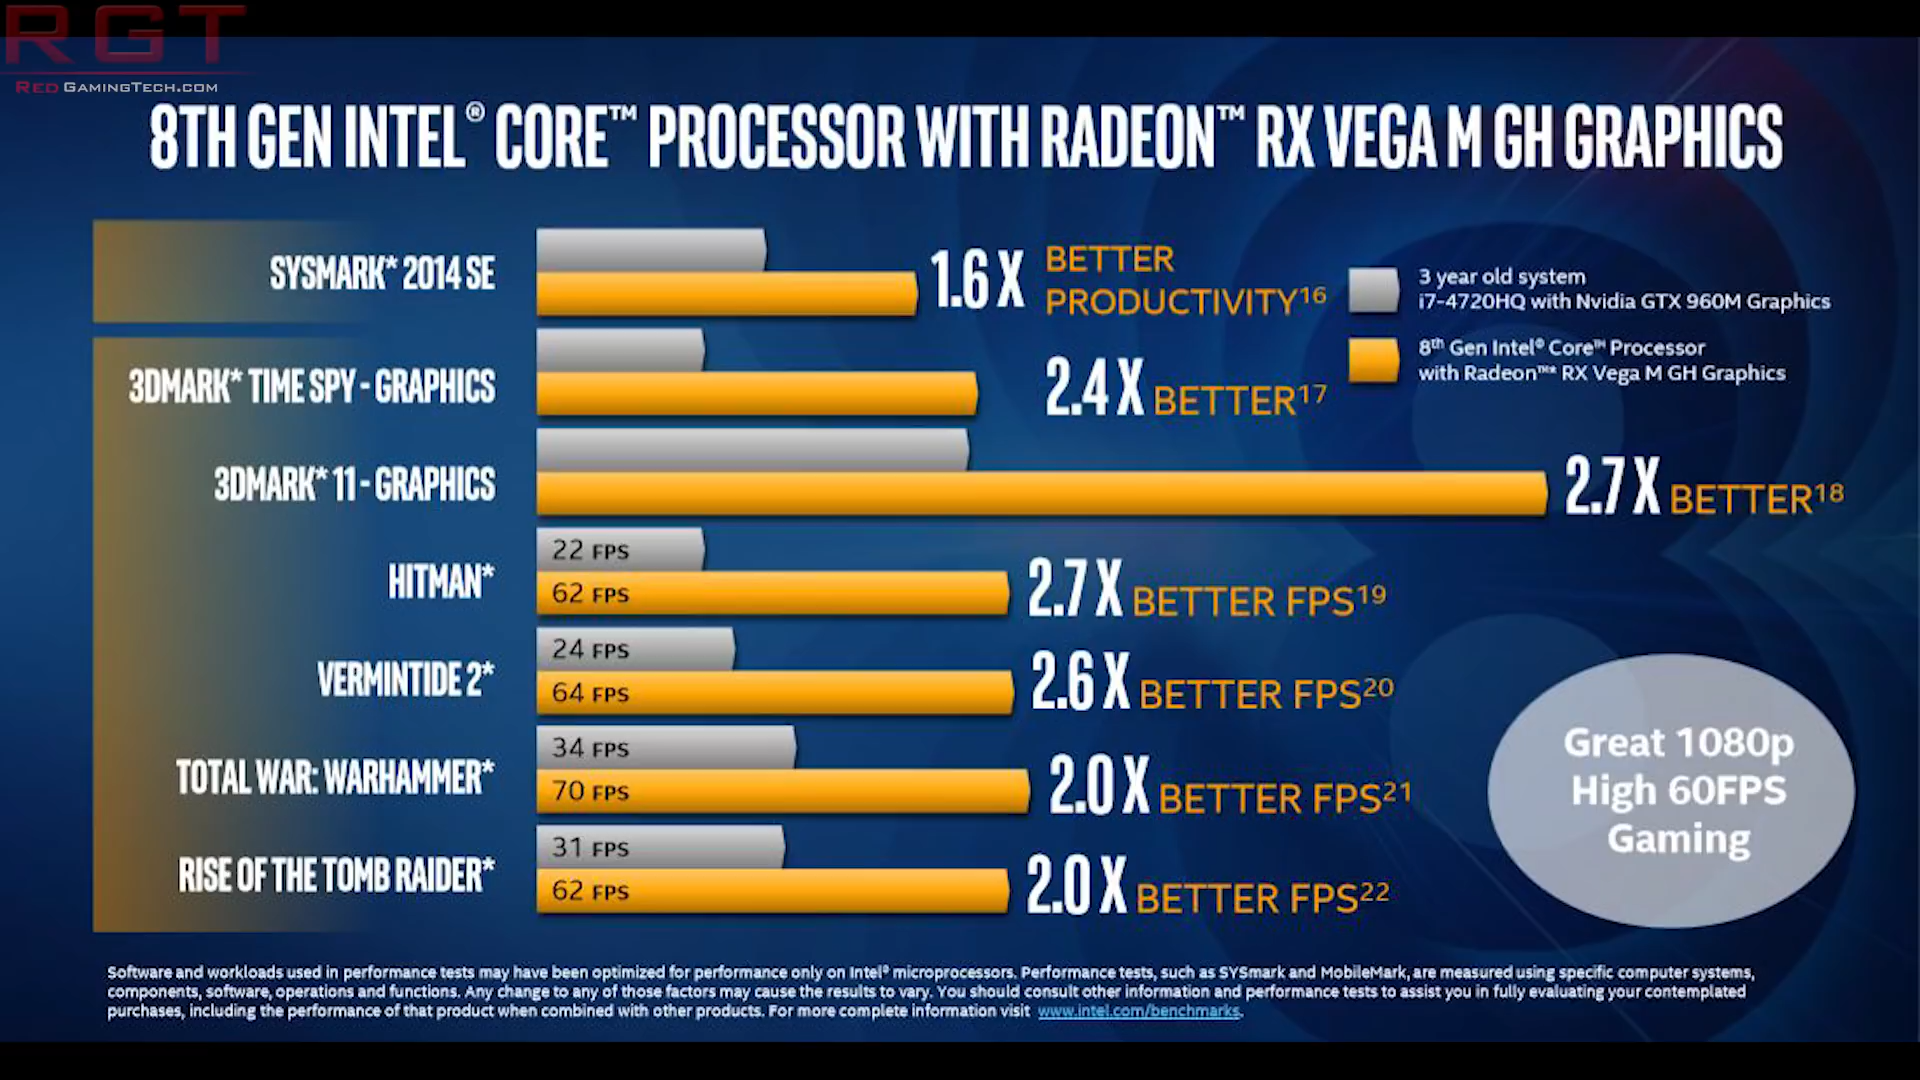 RGT
RED GAMINGTECH.COM
8TH GEN INTEL® CORE™ PROCESSOR WITH RADEON™ RX VEGA M GH GRAPHICS
SYSMARK* 2014 SE
1.6 X BETTER
PRODUCTIVITY16
3 year old system
i7-4720HQ with Nvidia GTX 960M Graphics
8th Gen Intel® Core™ Processor
with Radeon™* RX Vega M GH Graphics
3DMARK* TIME SPY - GRAPHICS
2.4 X BETTER17
3DMARK* 11 - GRAPHICS
2.7 X BETTER18
HITMAN*
22 FPS
62 FPS
2.7 X BETTER FPS19
VERMINTIDE 2*
24 FPS
64 FPS
2.6 X BETTER FPS20
TOTAL WAR: WARHAMMER*
34 FPS
70 FPS
2.0 X BETTER FPS21
RISE OF THE TOMB RAIDER*
31 FPS
62 FPS
2.0 X BETTER FPS22
Great 1080p
High 60FPS
Gaming
Software and workloads used in performance tests may have been optimized for performance only on Intel® microprocessors. Performance tests, such as SYSmark and MobileMark, are measured using specific computer systems,
components, software, operations and functions. Any change to any of those factors may cause the results to vary. You should consult other information and performance tests to assist you in fully evaluating your contemplated
purchases, including the performance of that product when combined with other products. For more complete information visit www.intel.com/benchmarks.